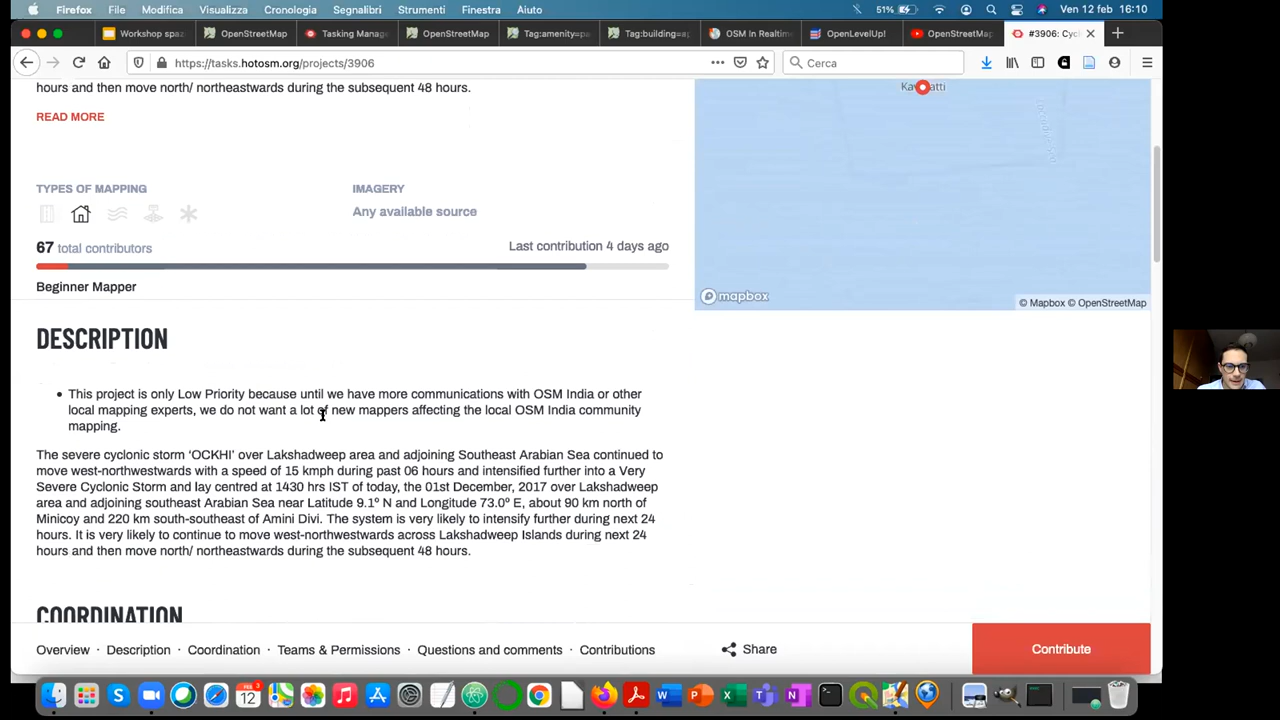 Firefox File Modifica Visualizza Cronologia Segnalibri Strumenti Finestra Aiuto 51% Ven 12 feb 16:10
Workshop spaz OpenStreetMap Tasking Manag OpenStreetMap Tag:amenity=pa Tag:building=ap OSM In Realtim OpenLevelUp! OpenStreetMap #3906: Cyc
https://tasks.hotosm.org/projects/3906 Cerca
hours and then move north/ northeastwards during the subsequent 48 hours.
READ MORE
TYPES OF MAPPING IMAGERY
Any available source
67 total contributors Last contribution 4 days ago
Beginner Mapper
mapbox © Mapbox © OpenStreetMap
DESCRIPTION
• This project is only Low Priority because until we have more communications with OSM India or other
local mapping experts, we do not want a lot of new mappers affecting the local OSM India community
mapping.
The severe cyclonic storm ‘OCKHI’ over Lakshadweep area and adjoining Southeast Arabian Sea continued to
move west-northwestwards with a speed of 15 kmph during past 06 hours and intensified further into a Very
Severe Cyclonic Storm and lay centred at 1430 hrs IST of today, the 01st December, 2017 over Lakshadweep
area and adjoining southeast Arabian Sea near Latitude 9.1º N and Longitude 73.0º E, about 90 km north of
Minicoy and 220 km south-southeast of Amini Divi. The system is very likely to intensify further during next 24
hours. It is very likely to continue to move west-northwestwards across Lakshadweep Islands during next 24
hours and then move north/ northeastwards during the subsequent 48 hours.
COORDINATION
Overview · Description · Coordination · Teams & Permissions · Questions and comments · Contributions Share Contribute